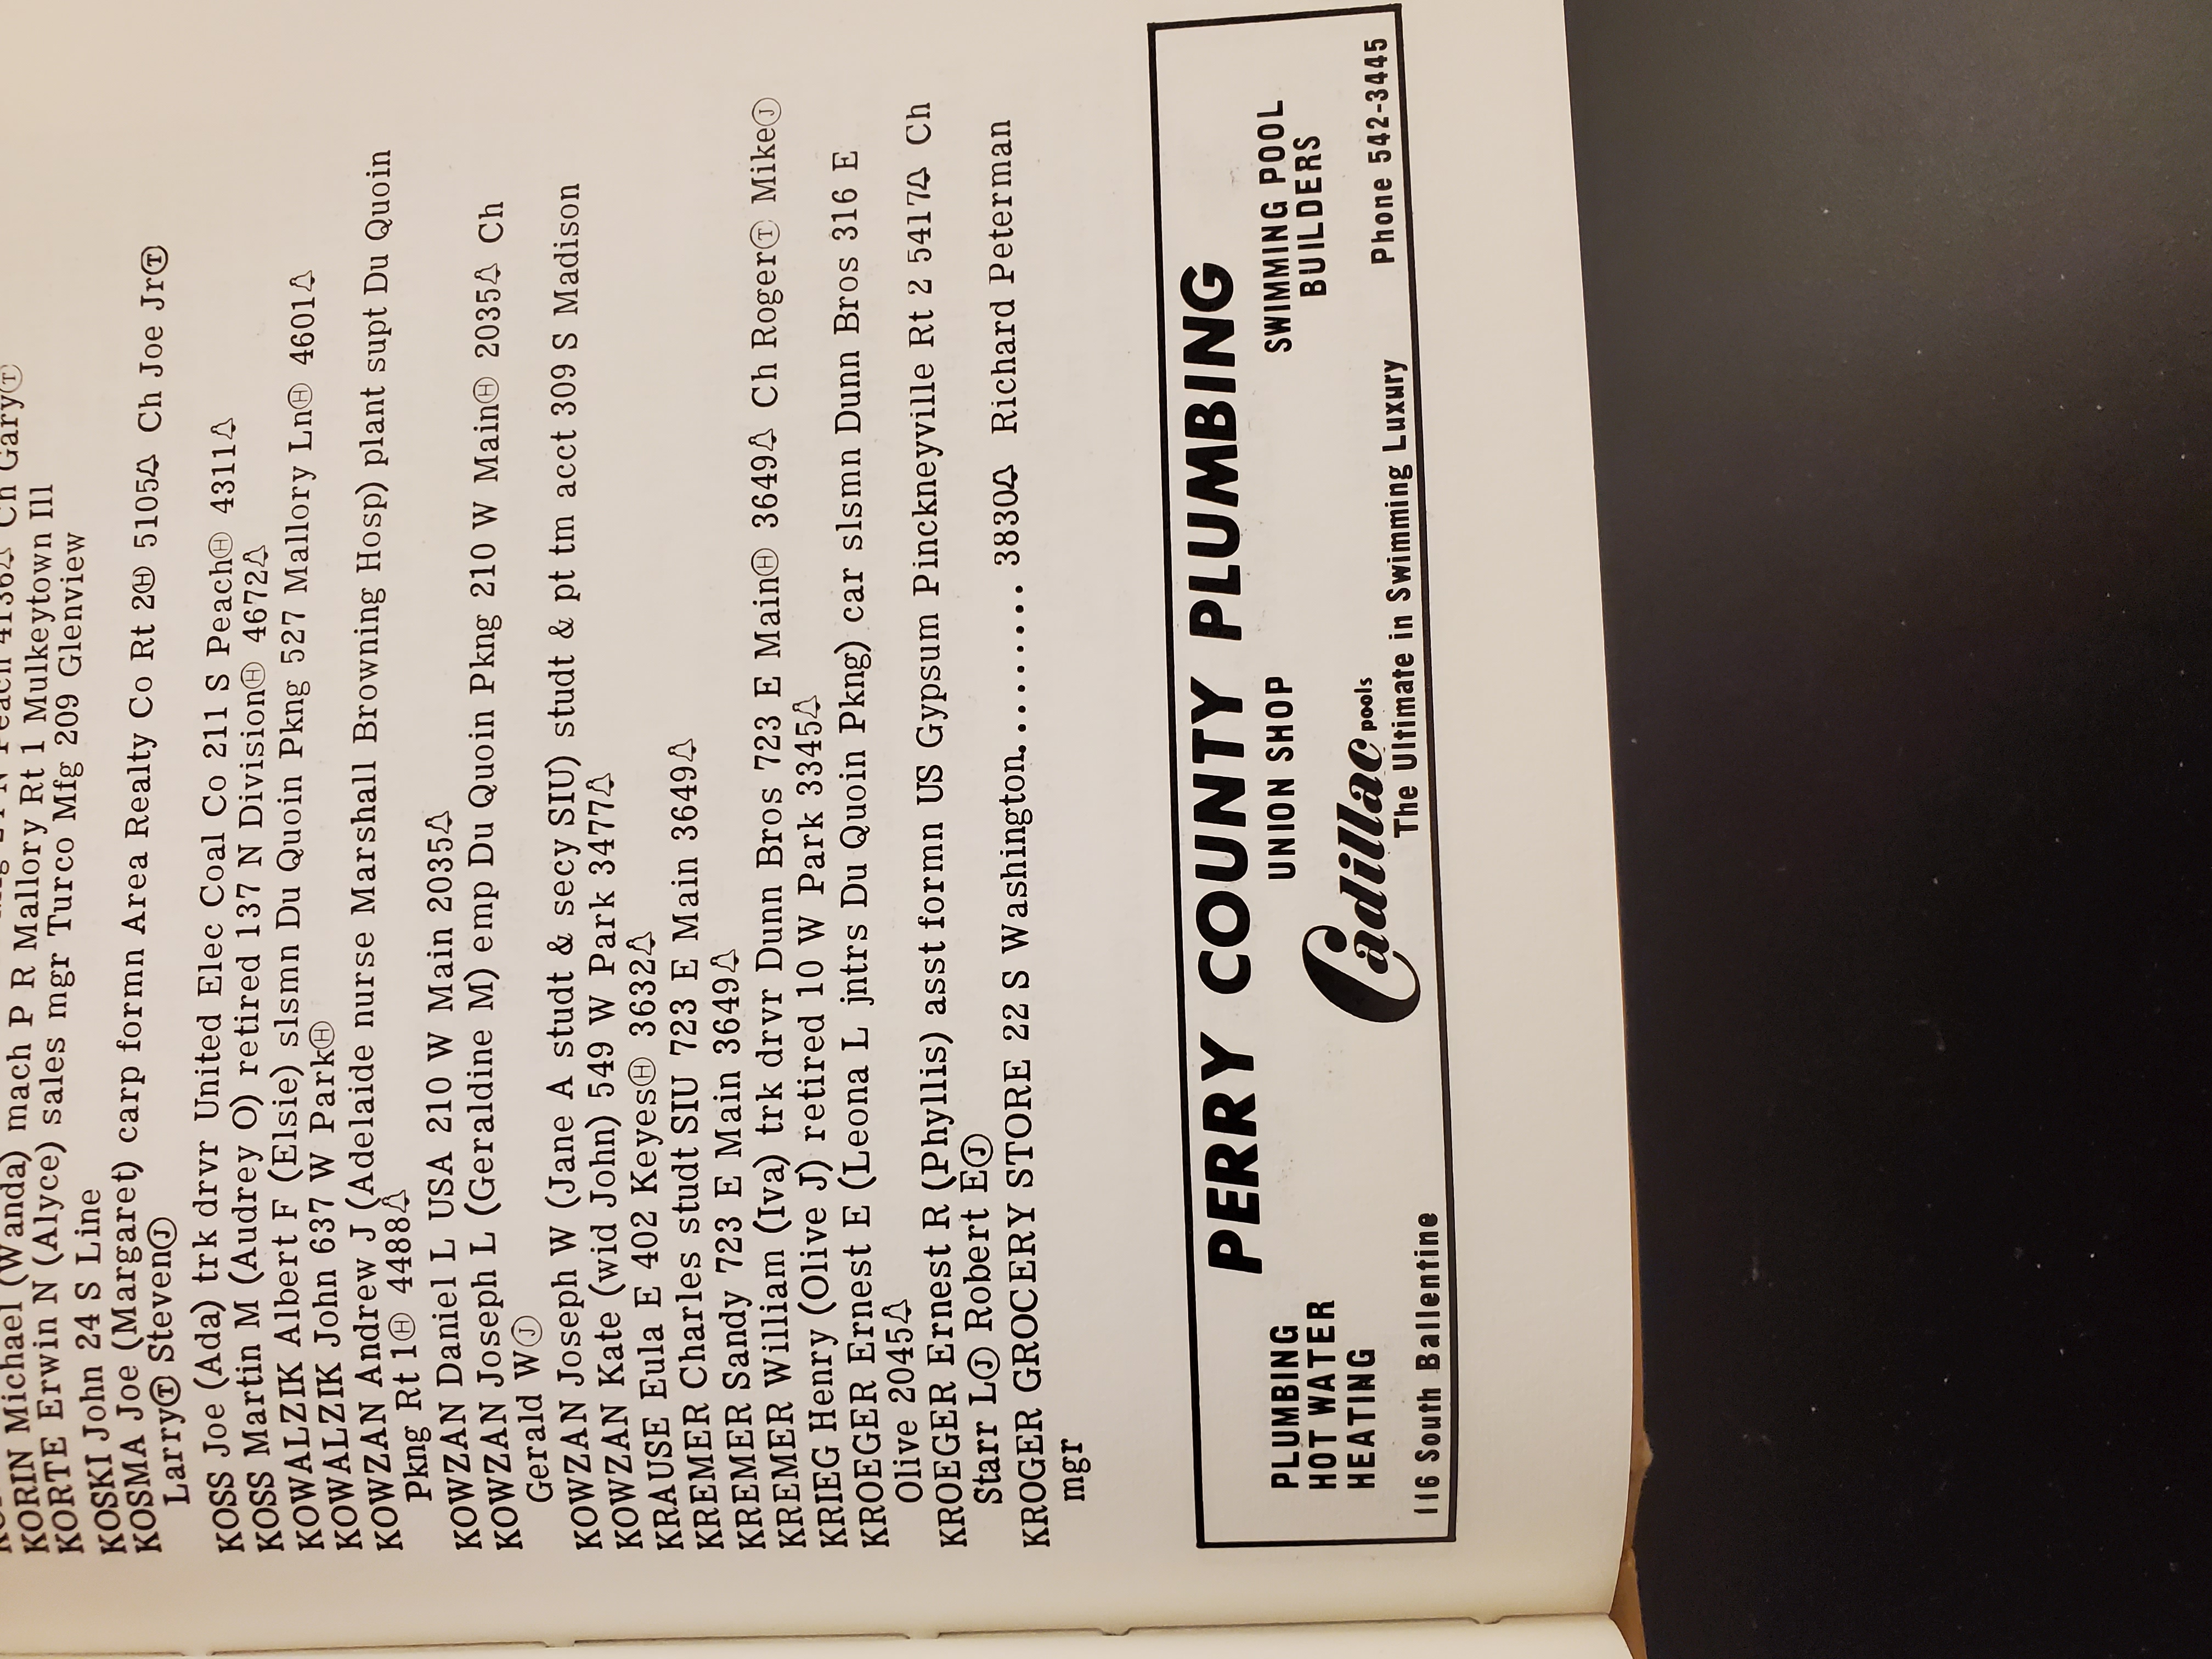 KORIN Michael (Wanda) mach P R Mallory Rt 1 Mulkeytown Ill
KORTE Erwin N (Alyce) sales mgr Turco Mfg 209 Glenview
KOSKI John 24 S Line
KOSMA Joe (Margaret) carp formn Area Realty Co Rt 2Ⓗ 5105🔔 Ch Joe JrⓉ
LarryⓉ StevenⒿ
KOSS Joe (Ada) trk drvr United Elec Coal Co 211 S PeachⒽ 4311🔔
KOSS Martin M (Audrey O) retired 137 N DivisionⒽ 4672🔔
KOWALZIK Albert F (Elsie) slsmn Du Quoin Pkng 527 Mallory LnⒽ 4601🔔
KOWALZIK John 637 W ParkⒽ
KOWZAN Andrew J (Adelaide nurse Marshall Browning Hosp) plant supt Du Quoin
Pkng Rt 1Ⓗ 4488🔔
KOWZAN Daniel L USA 210 W Main 2035🔔
KOWZAN Joseph L (Geraldine M) emp Du Quoin Pkng 210 W MainⒽ 2035🔔 Ch
Gerald WⒿ
KOWZAN Joseph W (Jane A studt & secy SIU) studt & pt tm acct 309 S Madison
KOWZAN Kate (wid John) 549 W Park 3477🔔
KRAUSE Eula E 402 KeyesⒽ 3632🔔
KREMER Charles studt SIU 723 E Main 3649🔔
KREMER Sandy 723 E Main 3649🔔
KREMER William (Iva) trk drvr Dunn Bros 723 E MainⒽ 3649🔔 Ch RogerⓉ MikeⒿ
KRIEG Henry (Olive J) retired 10 W Park 3345🔔
KROEGER Ernest E (Leona L jntrs Du Quoin Pkng) car slsmn Dunn Bros 316 E
Olive 2045🔔
KROEGER Ernest R (Phyllis) asst formn US Gypsum Pinckneyville Rt 2 5417🔔 Ch
Starr LⒿ Robert EⒿ
KROGER GROCERY STORE 22 S Washington.......... 3830🔔 Richard Peterman
mgr
PERRY COUNTY PLUMBING
PLUMBING
HOT WATER
HEATING
UNION SHOP
SWIMMING POOL
BUILDERS
Cadillac pools
The Ultimate in Swimming Luxury
116 South Ballentine
Phone 542-3445